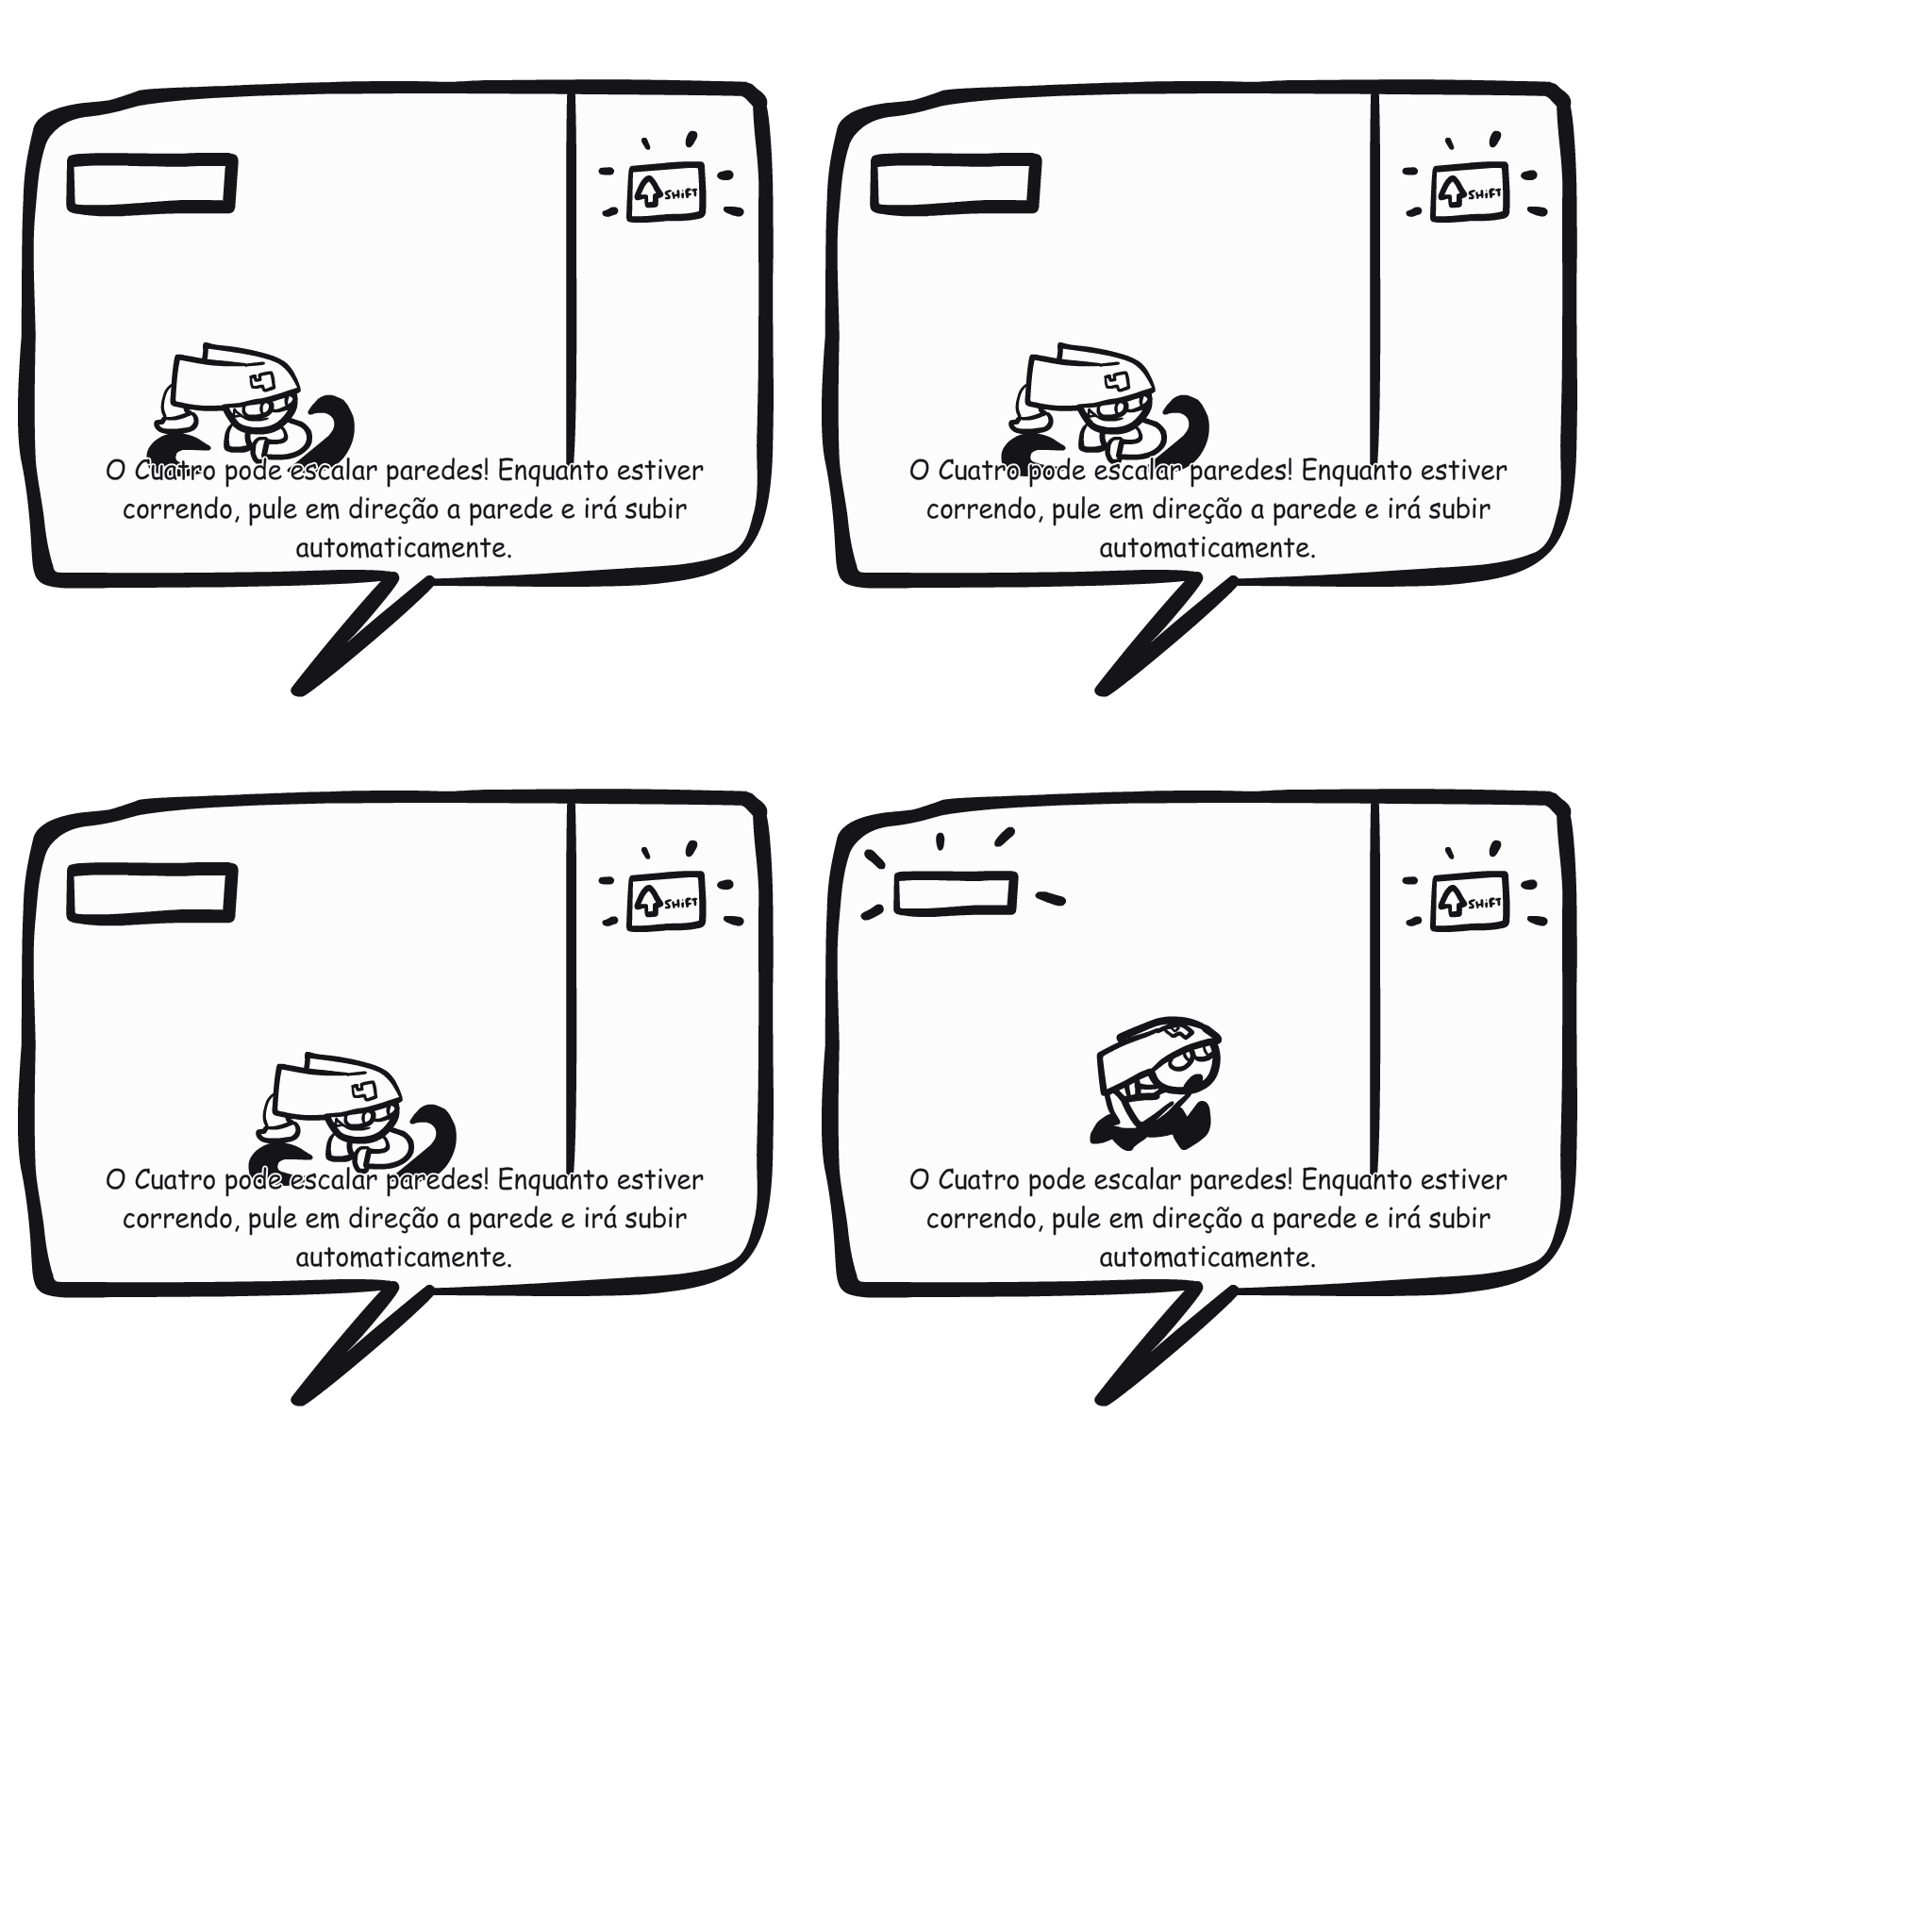 SHIFT
4
O Cuatro pode escalar paredes! Enquanto estiver
correndo, pule em direção a parede e irá subir
automaticamente.
SHIFT
4
O Cuatro pode escalar paredes! Enquanto estiver
correndo, pule em direção a parede e irá subir
automaticamente.
SHIFT
4
O Cuatro pode escalar paredes! Enquanto estiver
correndo, pule em direção a parede e irá subir
automaticamente.
SHIFT
O Cuatro pode escalar paredes! Enquanto estiver
correndo, pule em direção a parede e irá subir
automaticamente.